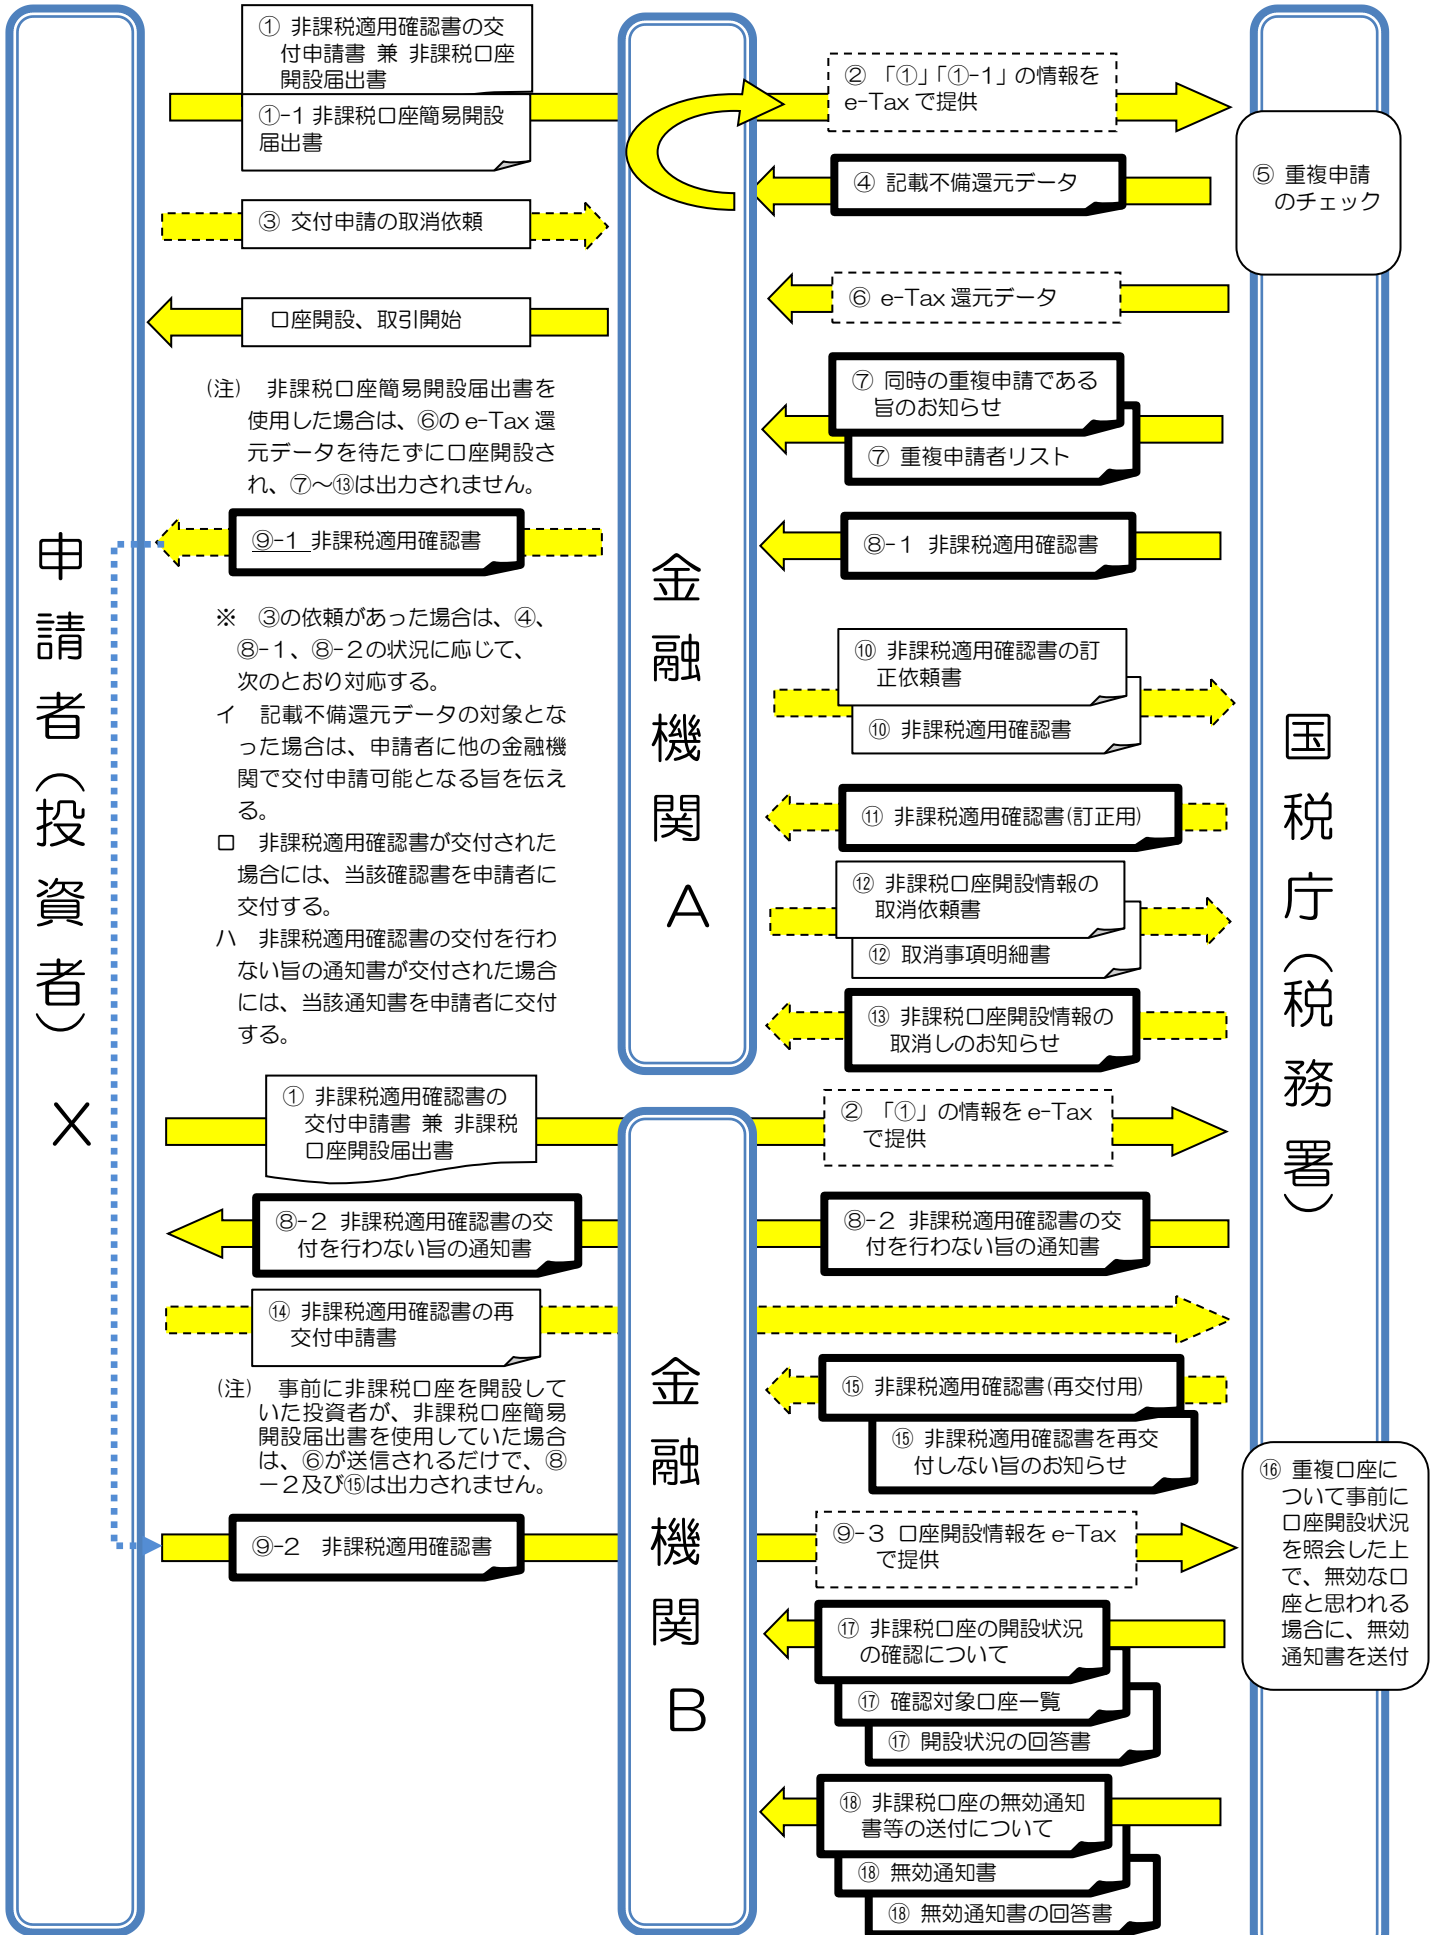 ① 非課税適用確認書の交
付申請書 兼 非課税口座
開設届出書
①-1 非課税口座簡易開設
届出書
② 「①」「①-1」の情報を
e-Tax で提供
④ 記載不備還元データ
⑤ 重複申請
のチェック
③ 交付申請の取消依頼
⑥ e-Tax 還元データ
口座開設、取引開始
(注) 非課税口座簡易開設届出書を
使用した場合は、⑥の e-Tax 還
元データを待たずに口座開設さ
れ、⑦～⑬は出力されません。
⑦ 同時の重複申請である
旨のお知らせ
⑦ 重複申請者リスト
⑨-1 非課税適用確認書
⑧-1 非課税適用確認書
※ ③の依頼があった場合は、④、
⑧-1、⑧-2の状況に応じて、
次のとおり対応する。
イ 記載不備還元データの対象とな
った場合は、申請者に他の金融機
関で交付申請可能となる旨を伝え
る。
ロ 非課税適用確認書が交付された
場合には、当該確認書を申請者に
交付する。
ハ 非課税適用確認書の交付を行わ
ない旨の通知書が交付された場合
には、当該通知書を申請者に交付
する。
⑩ 非課税適用確認書の訂
正依頼書
⑩ 非課税適用確認書
⑪ 非課税適用確認書(訂正用)
⑫ 非課税口座開設情報の
取消依頼書
⑫ 取消事項明細書
⑬ 非課税口座開設情報の
取消しのお知らせ
申請者(投資者) X
金融機関 A
国税庁(税務署)
① 非課税適用確認書の
交付申請書 兼 非課税
口座開設届出書
② 「①」の情報を e-Tax
で提供
⑧-2 非課税適用確認書の交
付を行わない旨の通知書
⑧-2 非課税適用確認書の交
付を行わない旨の通知書
⑭ 非課税適用確認書の再
交付申請書
(注) 事前に非課税口座を開設して
いた投資者が、非課税口座簡易
開設届出書を使用していた場合
は、⑥が送信されるだけで、⑧
－2及び⑮は出力されません。
⑮ 非課税適用確認書(再交付用)
⑮ 非課税適用確認書を再交
付しない旨のお知らせ
⑨-2 非課税適用確認書
⑨-3 口座開設情報を e-Tax
で提供
⑯ 重複口座に
ついて事前に
口座開設状況
を照会した上
で、無効な口
座と思われる
場合に、無効
通知書を送付
金融機関 B
⑰ 非課税口座の開設状況
の確認について
⑰ 確認対象口座一覧
⑰ 開設状況の回答書
⑱ 非課税口座の無効通知
書等の送付について
⑱ 無効通知書
⑱ 無効通知書の回答書